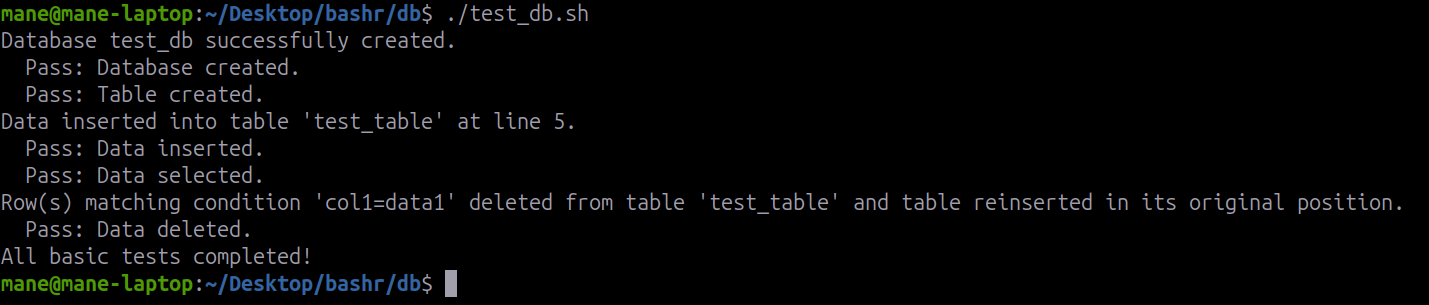 mane@mane-laptop:~/Desktop/bashr/db$ ./test_db.sh
Database test_db successfully created.
  Pass: Database created.
  Pass: Table created.
Data inserted into table 'test_table' at line 5.
  Pass: Data inserted.
  Pass: Data selected.
Row(s) matching condition 'col1=data1' deleted from table 'test_table' and table reinserted in its original position.
  Pass: Data deleted.
All basic tests completed!
mane@mane-laptop:~/Desktop/bashr/db$